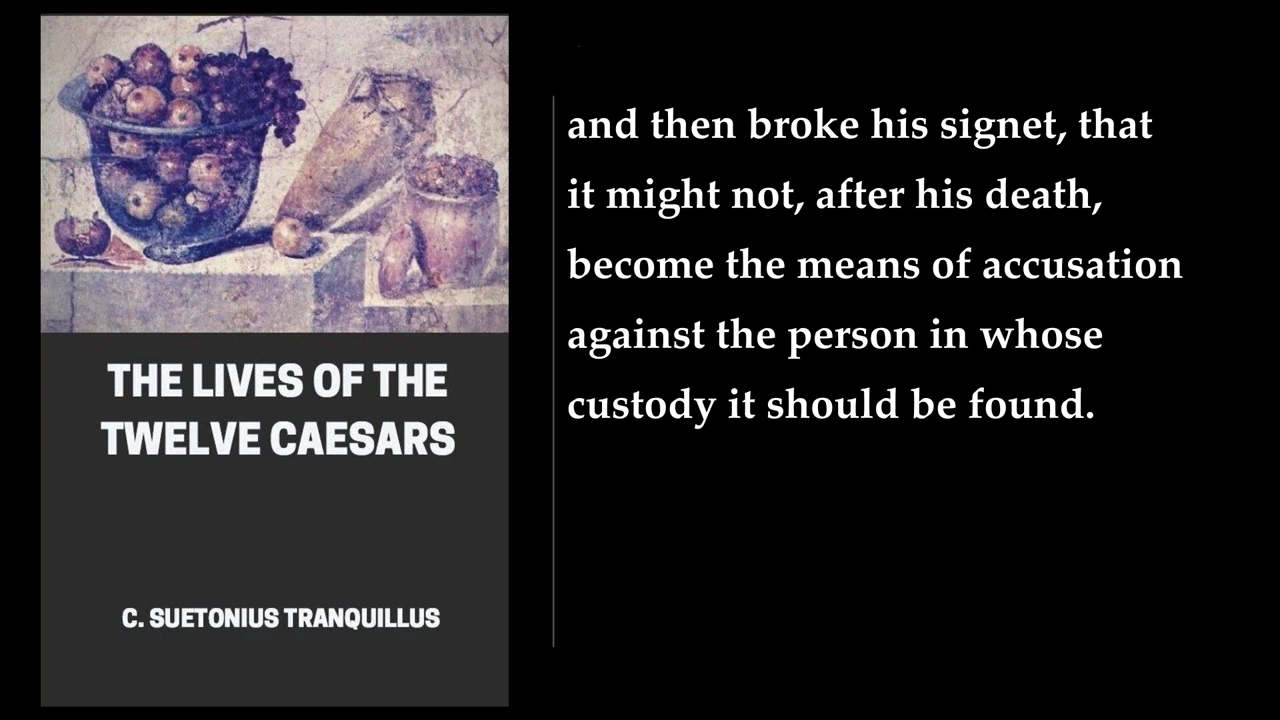 THE LIVES OF THE
TWELVE CAESARS
C. SUETONIUS TRANQUILLUS
and then broke his signet, that
it might not, after his death,
become the means of accusation
against the person in whose
custody it should be found.